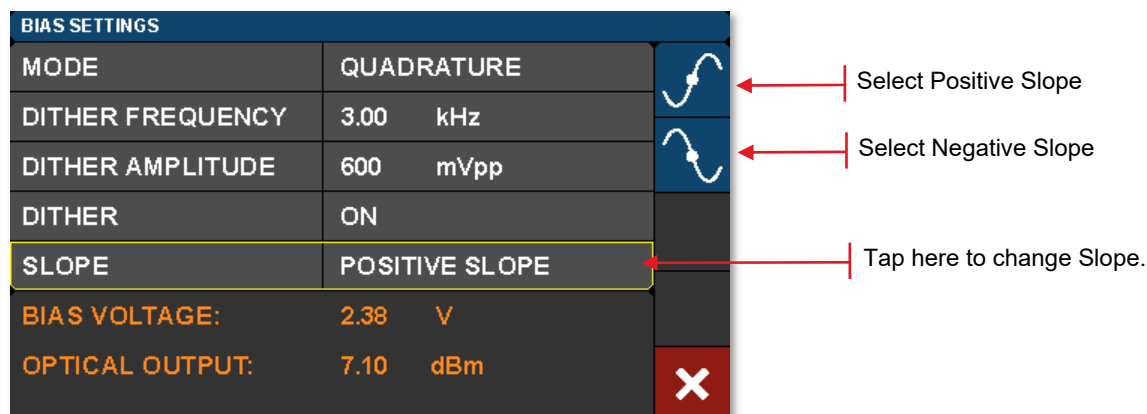 BIAS SETTINGS
MODE QUADRATURE
Select Positive Slope
DITHER FREQUENCY 3.00 kHz
Select Negative Slope
DITHER AMPLITUDE 600 mVpp
DITHER ON
SLOPE POSITIVE SLOPE
Tap here to change Slope.
BIAS VOLTAGE: 2.38 V
OPTICAL OUTPUT: 7.10 dBm